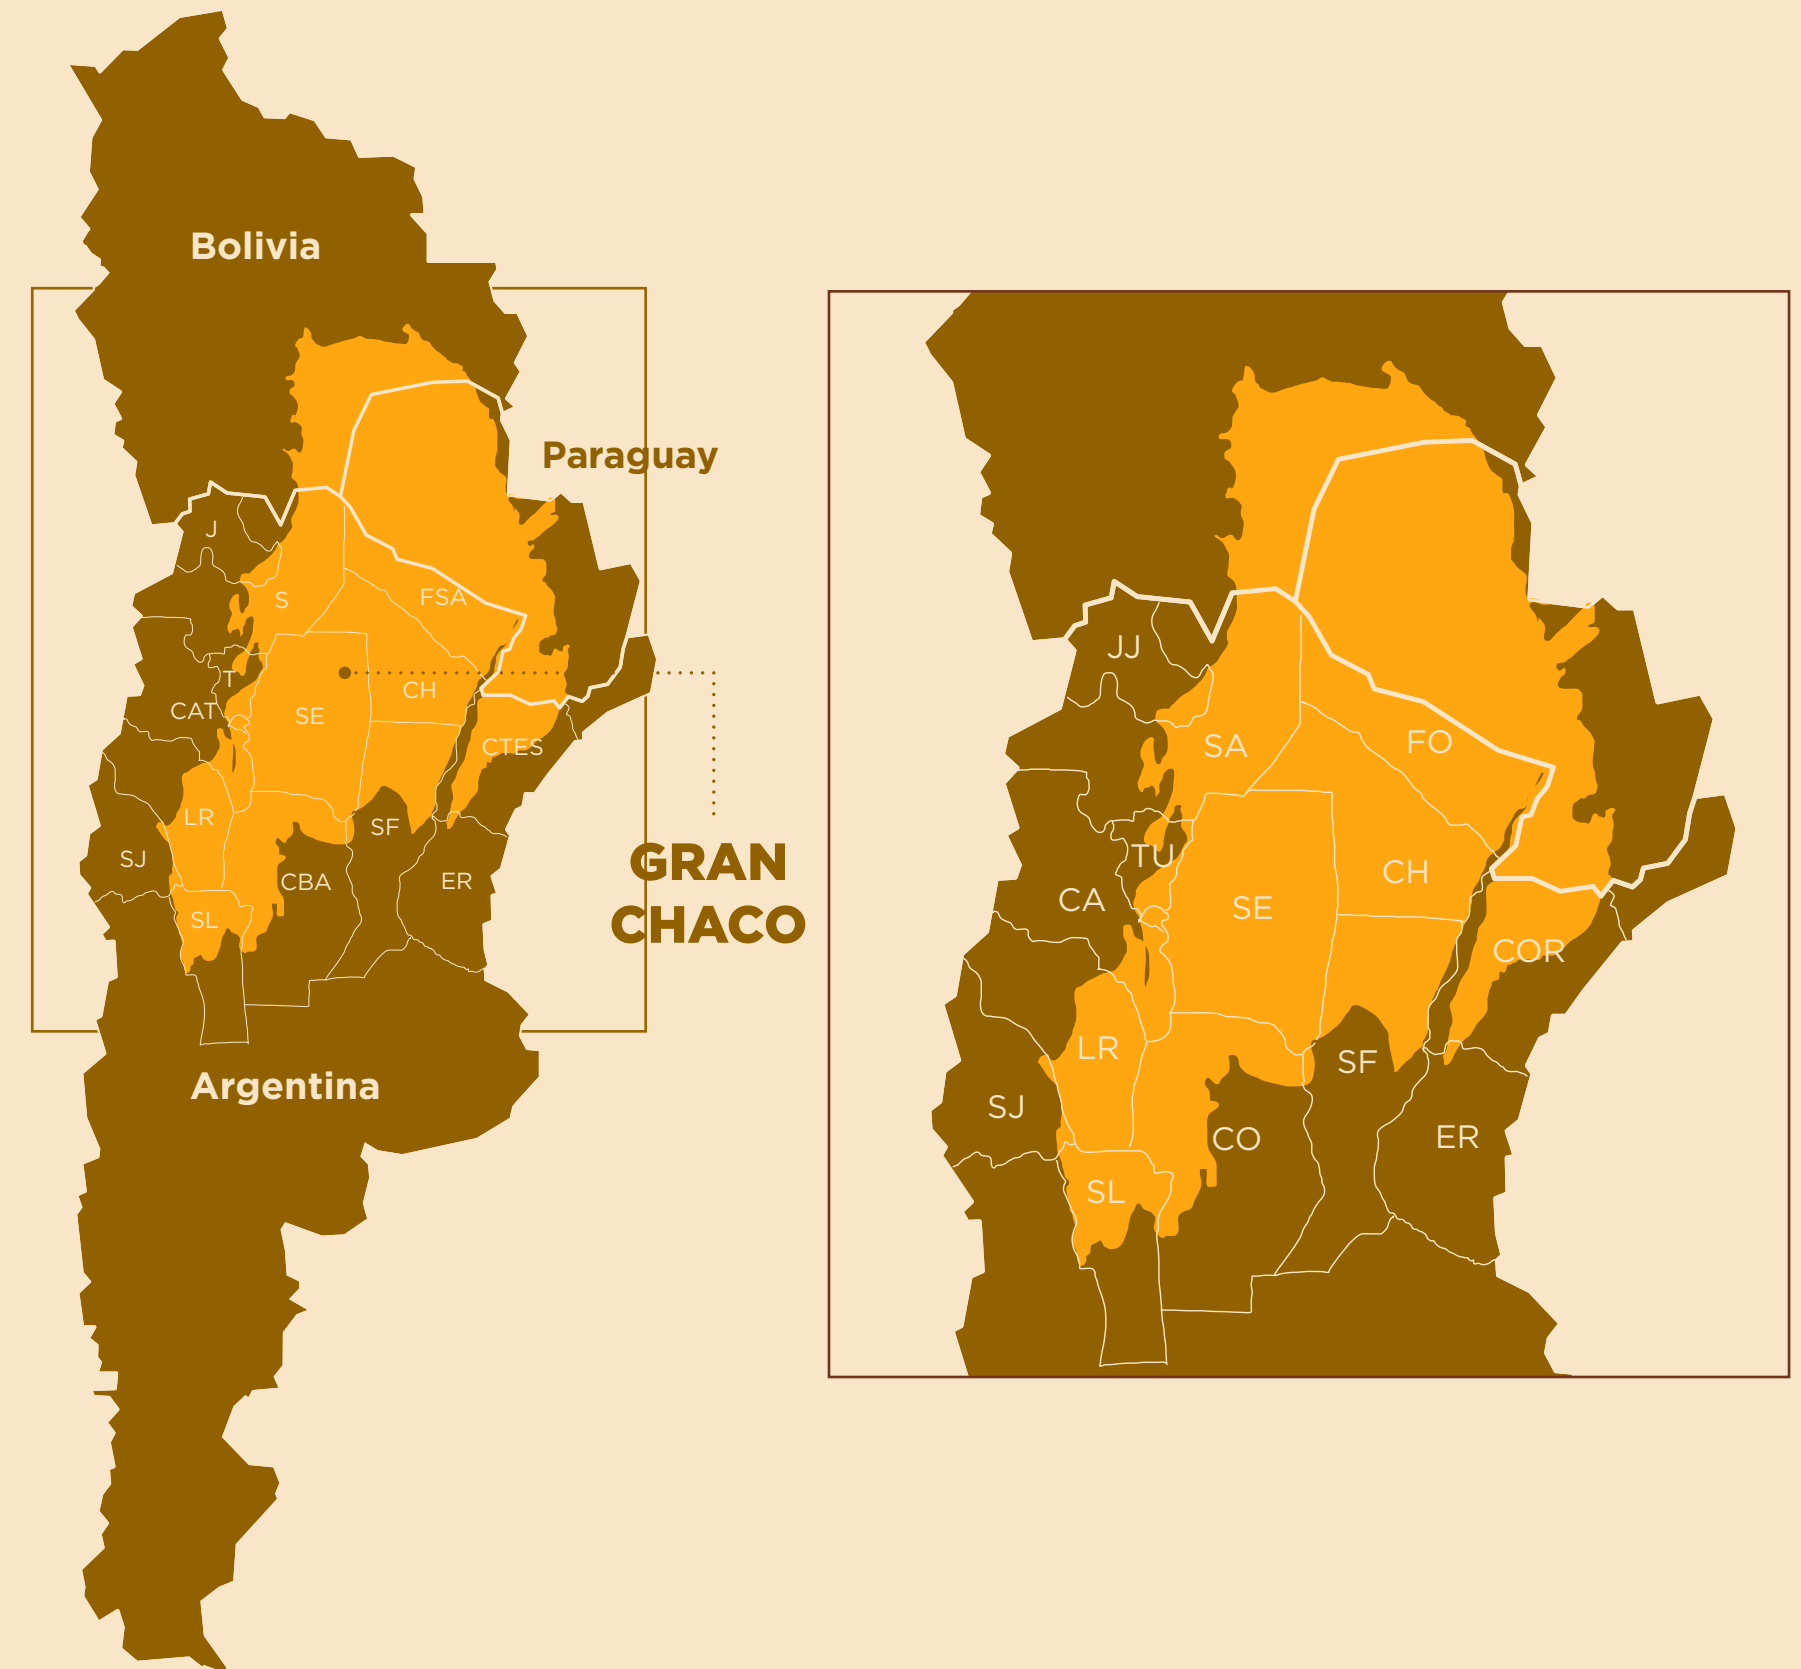 Bolivia
Paraguay
J
S
FSA
T
CH
CAT
SE
CTES
LR
SF
SJ
CBA
ER
SL
GRAN
CHACO
Argentina
JJ
SA
FO
TU
CH
CA
SE
COR
LR
SF
SJ
CO
ER
SL